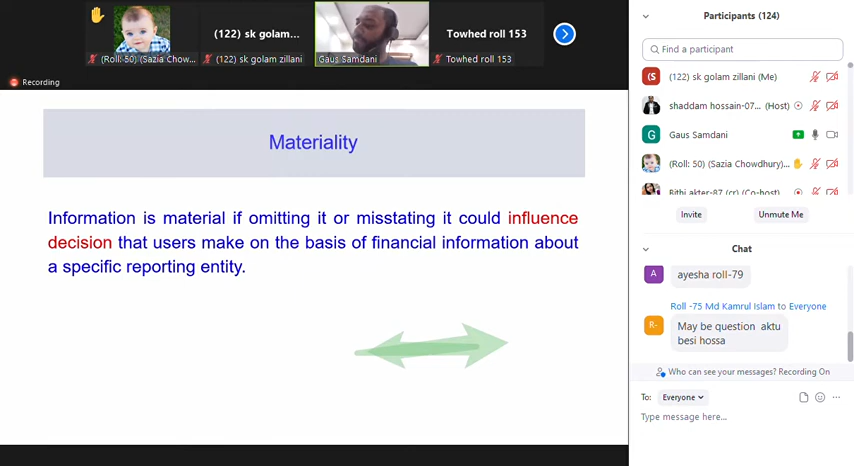 (122) sk golam...
Towhed roll 153
(Roll: 50) (Sazia Chow...
(122) sk golam zillani
Gaus Samdani
Towhed roll 153
Recording
Materiality
Information is material if omitting it or misstating it could influence
decision that users make on the basis of financial information about
a specific reporting entity.
Participants (124)
Find a participant
(S
(122) sk golam zillani (Me)
shaddam hossain-07... (Host)
G
Gaus Samdani
(Roll: 50) (Sazia Chowdhury)...
Rithi akter-87 (cr) (Co-host)
Invite
Unmute Me
Chat
A
ayesha roll-79
Roll -75 Md Kamrul Islam to Everyone
R-
May be question aktu
besi hossa
Who can see your messages? Recording On
To: Everyone
Type message here...